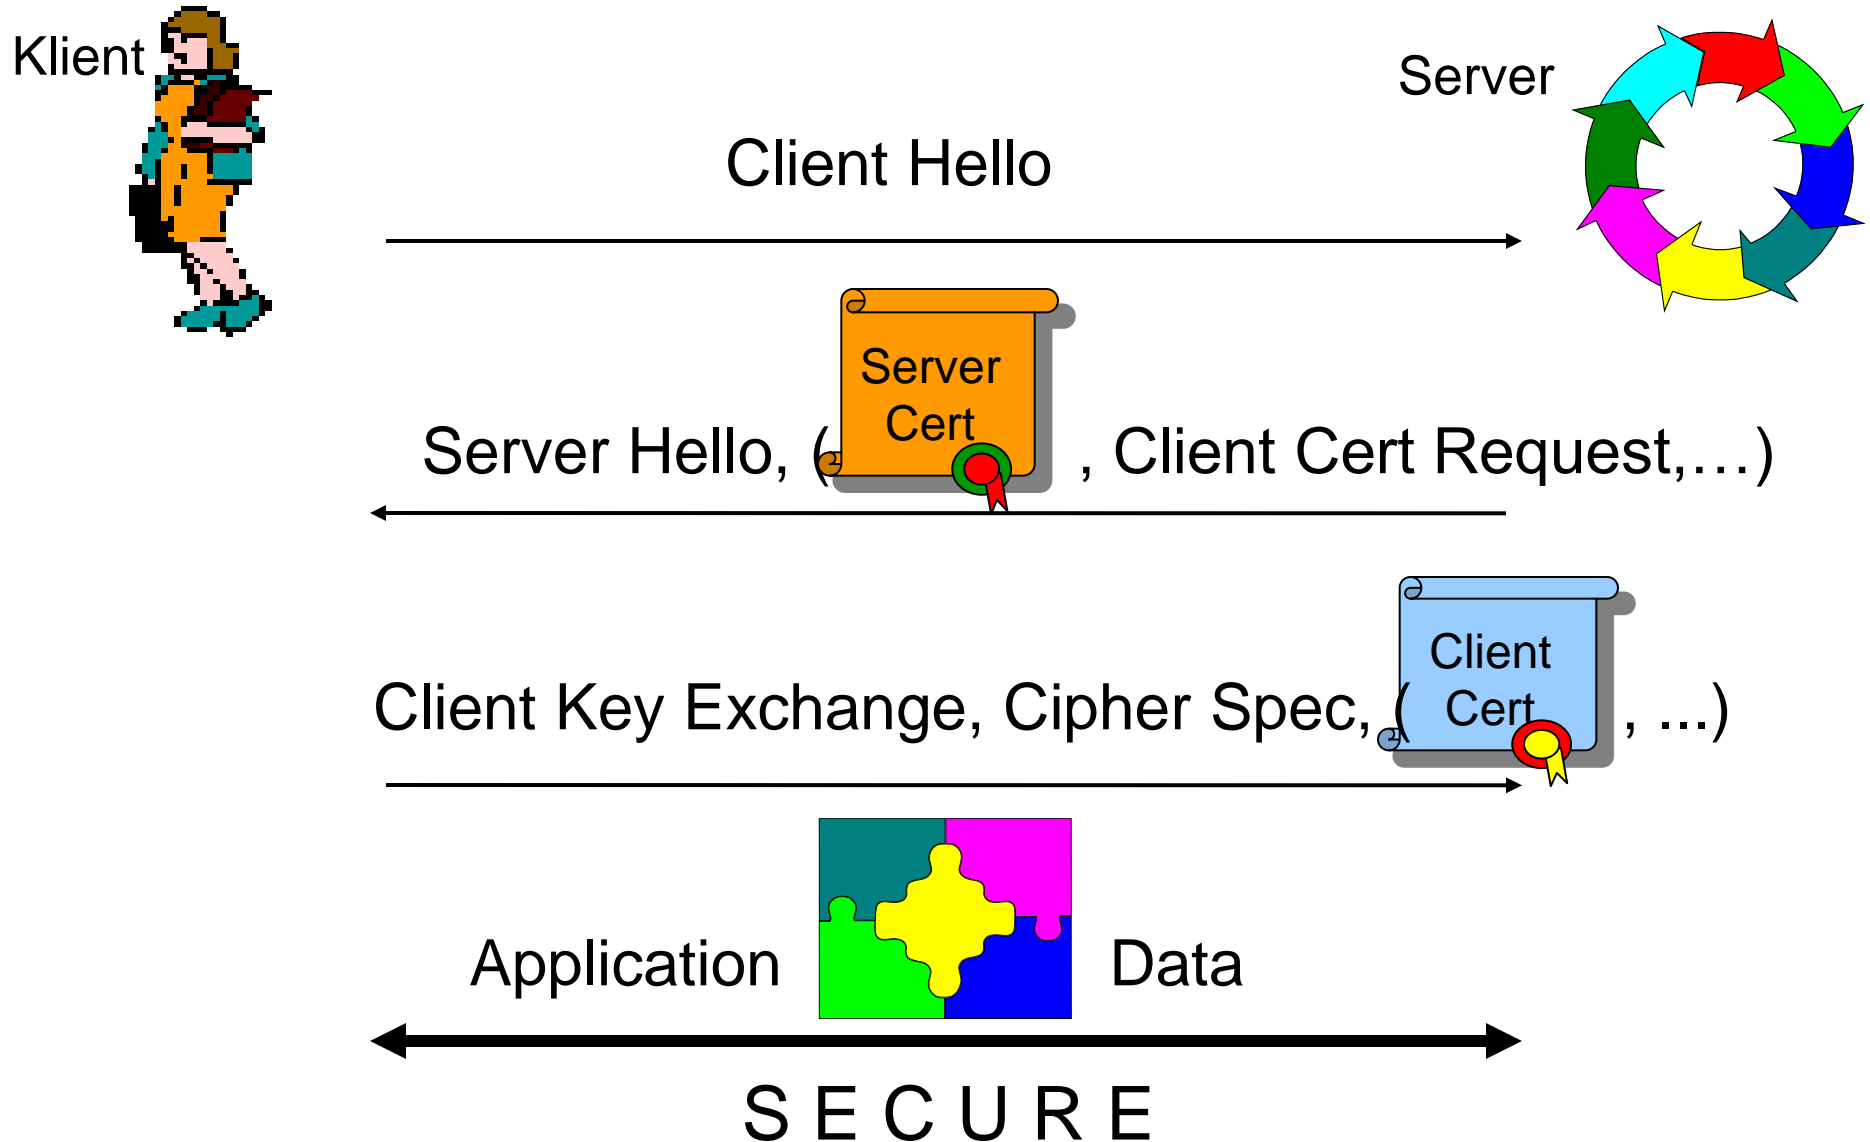 Klient
Server
Client Hello
Server
Cert
Server Hello, ( , Client Cert Request,...)
Client
Cert
Client Key Exchange, Cipher Spec, ( , ...)
Application Data
S E C U R E